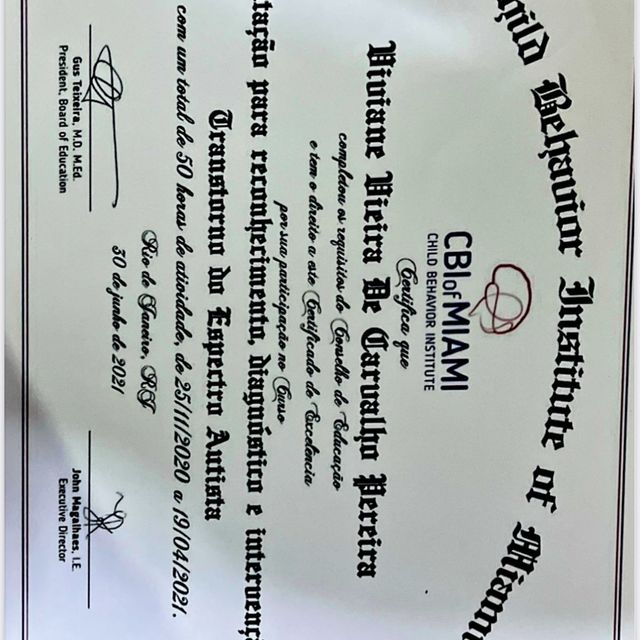 Child Behavior Institute of Miami
CBI of MIAMI
CHILD BEHAVIOR INSTITUTE
Certifica que
Viviane Vieira De Carvalho Pereira
completou os requisitos do Conselho de Educação
e tem o direito a este Certificado de Excelência
por sua participação no Curso
tação para reconhecimento, diagnóstico e intervençã
Transtorno do Espectro Autista
com um total de 50 horas de atividade, de 25/11/2020 a 19/04/2021.
Rio de Janeiro, RJ
30 de junho de 2021
Gus Teixeira, M.D. M.Ed.
President, Board of Education
John Magalhaes, I.E.
Executive Director